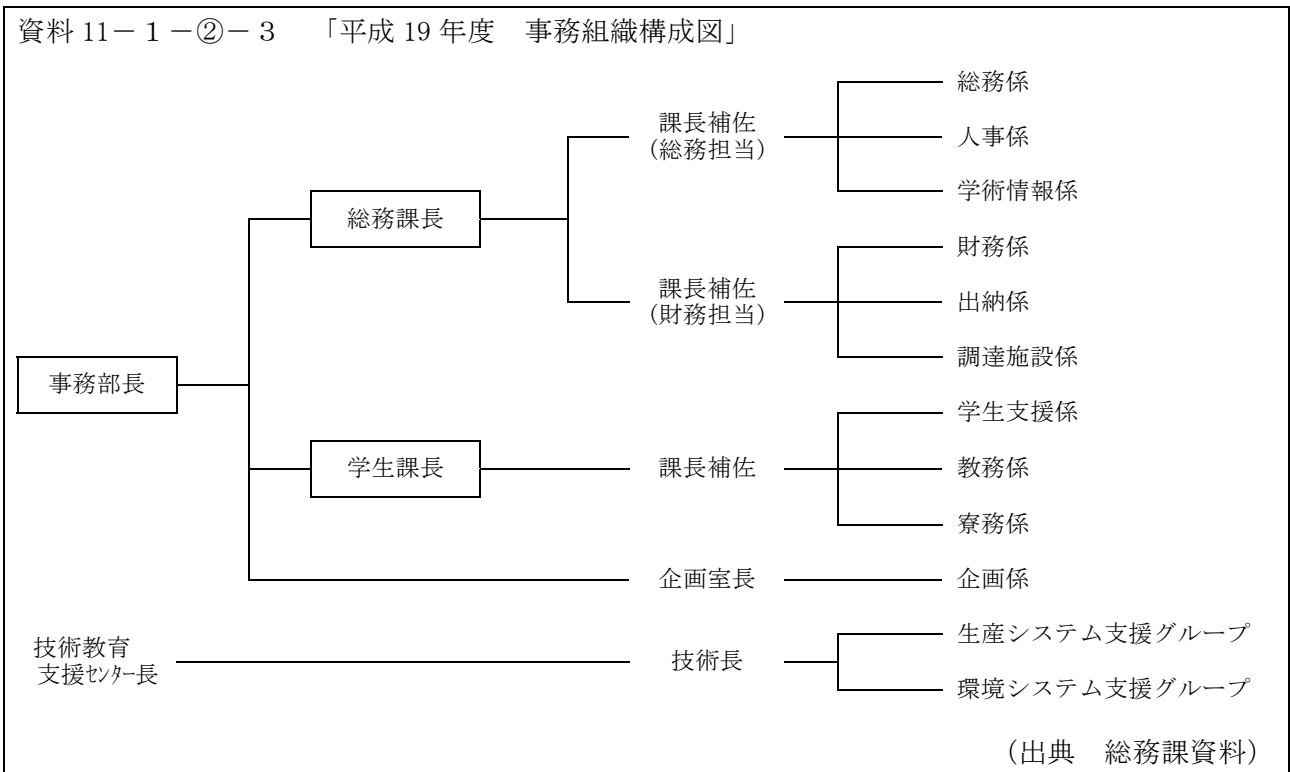 資料 11－1－②－3　「平成 19 年度　事務組織構成図」
総務係
課長補佐
(総務担当)
人事係
学術情報係
総務課長
財務係
課長補佐
(財務担当)
出納係
調達施設係
事務部長
学生支援係
学生課長
課長補佐
教務係
寮務係
企画室長
企画係
技術教育
支援ｾﾝﾀｰ長
技術長
生産システム支援グループ
環境システム支援グループ
(出典　総務課資料)